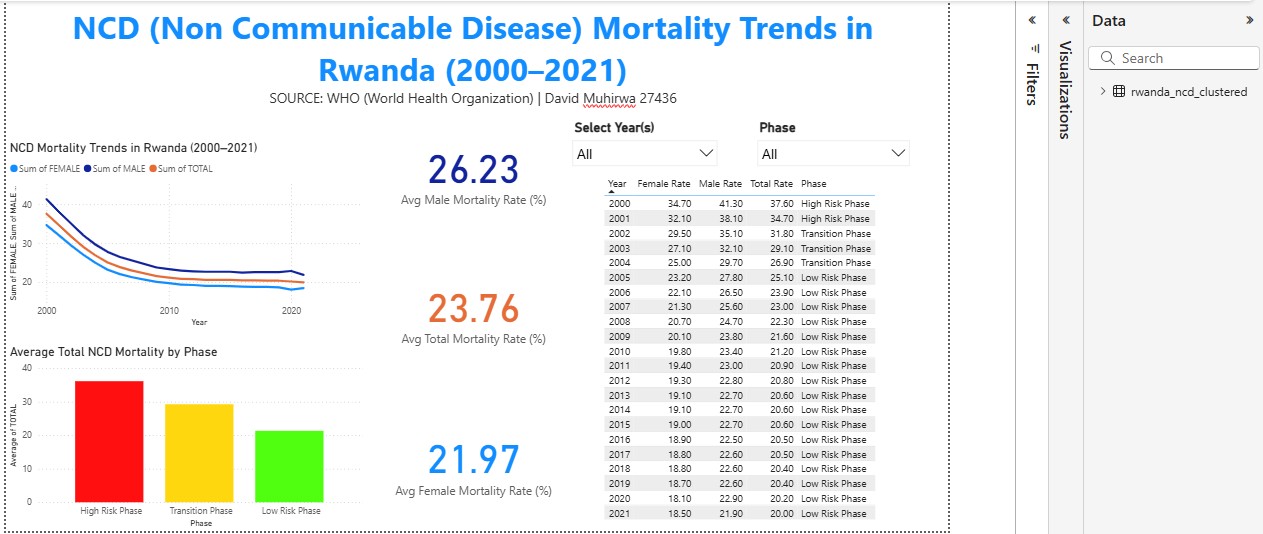 NCD (Non Communicable Disease) Mortality Trends in
Rwanda (2000–2021)
SOURCE: WHO (World Health Organization) | David Muhirwa 27436
NCD Mortality Trends in Rwanda (2000–2021)
Sum of FEMALE Sum of MALE Sum of TOTAL
Sum of FEMALE, Sum of MALE ...
40
30
20
2000 2010 2020
Year
Average Total NCD Mortality by Phase
Average of TOTAL
40
30
20
10
0
High Risk Phase Transition Phase Low Risk Phase
Phase
26.23
Avg Male Mortality Rate (%)
23.76
Avg Total Mortality Rate (%)
21.97
Avg Female Mortality Rate (%)
Select Year(s)
All
Phase
All
Year Female Rate Male Rate Total Rate Phase
2000 34.70 41.30 37.60 High Risk Phase
2001 32.10 38.10 34.70 High Risk Phase
2002 29.50 35.10 31.80 Transition Phase
2003 27.10 32.10 29.10 Transition Phase
2004 25.00 29.70 26.90 Transition Phase
2005 23.20 27.80 25.10 Low Risk Phase
2006 22.10 26.50 23.90 Low Risk Phase
2007 21.30 25.60 23.00 Low Risk Phase
2008 20.70 24.70 22.30 Low Risk Phase
2009 20.10 23.80 21.60 Low Risk Phase
2010 19.80 23.40 21.20 Low Risk Phase
2011 19.40 23.00 20.90 Low Risk Phase
2012 19.30 22.80 20.80 Low Risk Phase
2013 19.10 22.70 20.60 Low Risk Phase
2014 19.10 22.70 20.60 Low Risk Phase
2015 19.00 22.70 20.60 Low Risk Phase
2016 18.90 22.50 20.50 Low Risk Phase
2017 18.80 22.60 20.50 Low Risk Phase
2018 18.80 22.60 20.40 Low Risk Phase
2019 18.70 22.60 20.40 Low Risk Phase
2020 18.10 22.90 20.20 Low Risk Phase
2021 18.50 21.90 20.00 Low Risk Phase
Filters
Visualizations
Data
Search
rwanda_ncd_clustered